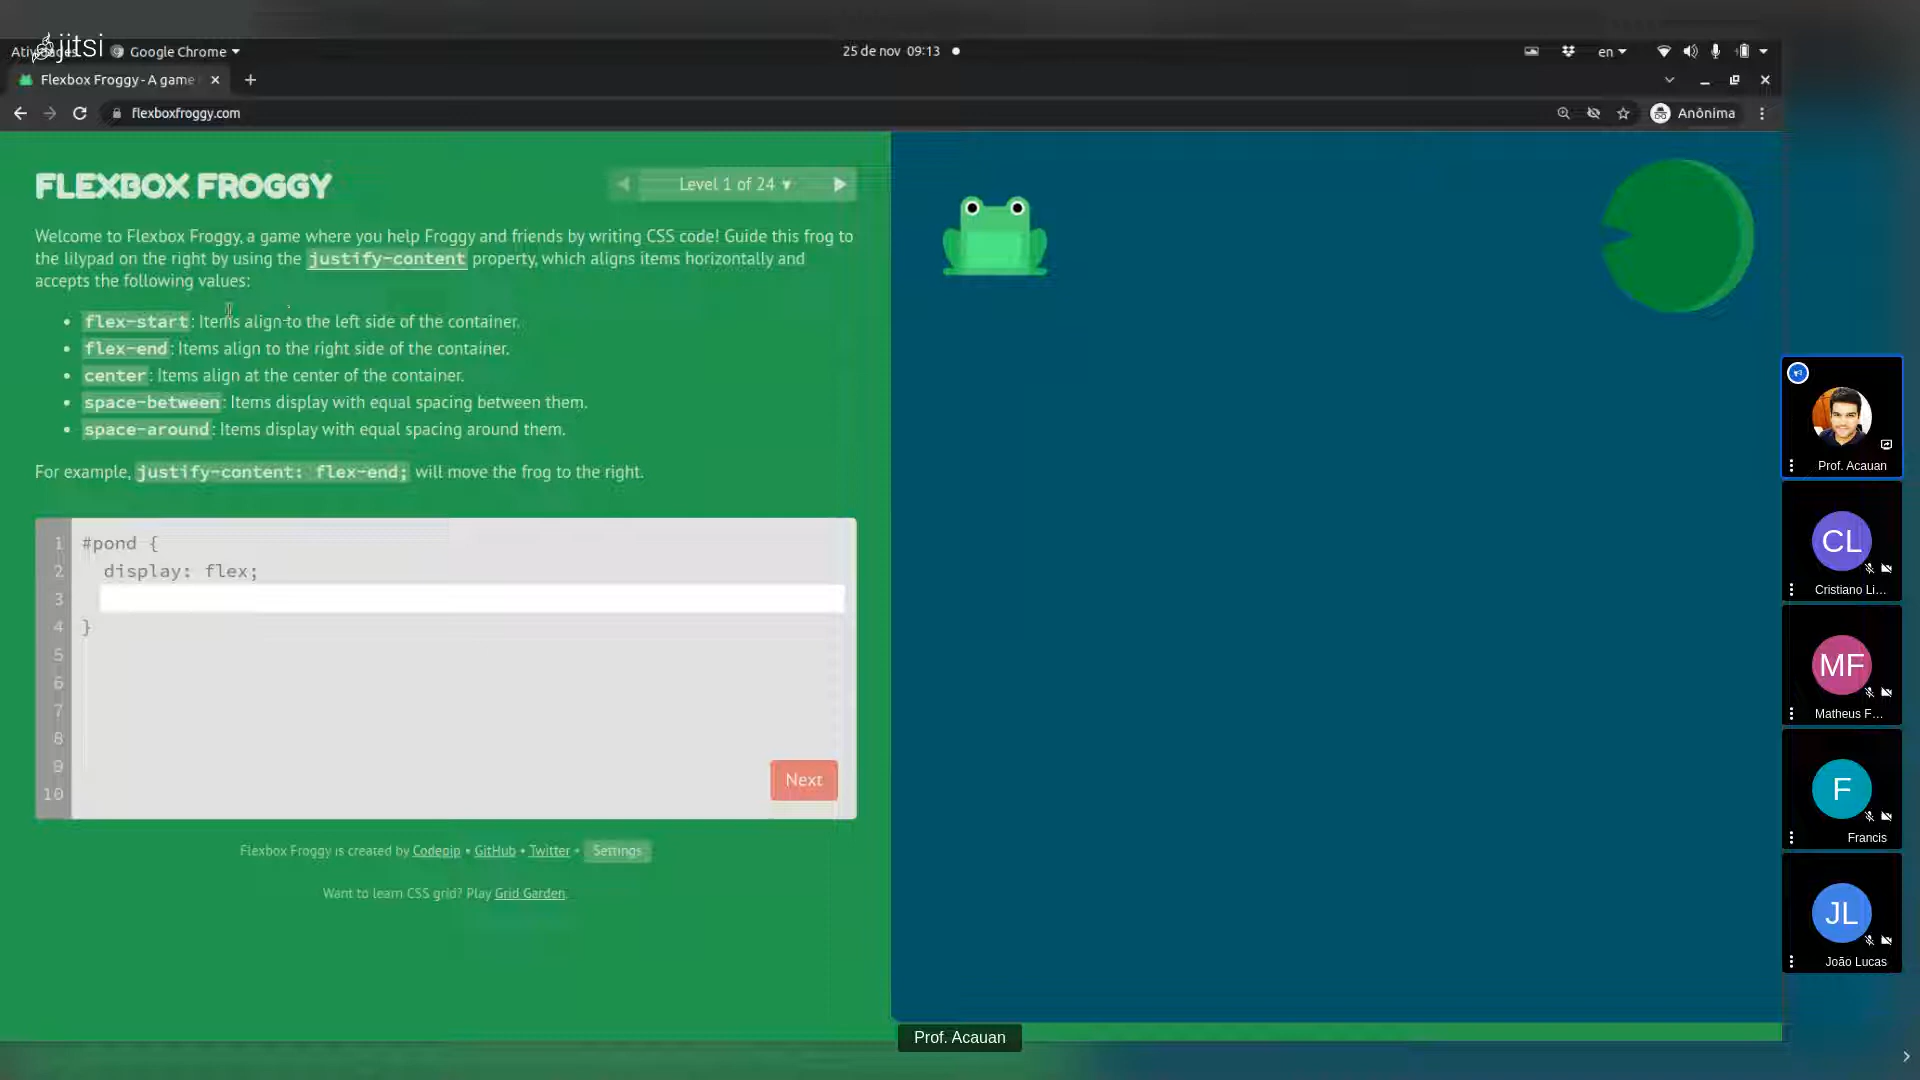 jitsi
Google Chrome
25 de nov 09:13
en
Flexbox Froggy - A game
flexboxfroggy.com
Anônima
FLEXBOX FROGGY
Level 1 of 24 ▼
Welcome to Flexbox Froggy, a game where you help Froggy and friends by writing CSS code! Guide this frog to
the lilypad on the right by using the justify-content property, which aligns items horizontally and
accepts the following values:
• flex-start: Items align to the left side of the container.
• flex-end: Items align to the right side of the container.
• center: Items align at the center of the container.
• space-between: Items display with equal spacing between them.
• space-around: Items display with equal spacing around them.
For example, justify-content: flex-end; will move the frog to the right.
1 #pond {
2 display: flex;
3
4 }
5
6
7
8
9
10
Next
Flexbox Froggy is created by Codepip • GitHub • Twitter • Settings
Want to learn CSS grid? Play Grid Garden.
Prof. Acauan
CL
Cristiano Li...
MF
Matheus F...
F
Francis
JL
João Lucas
Prof. Acauan